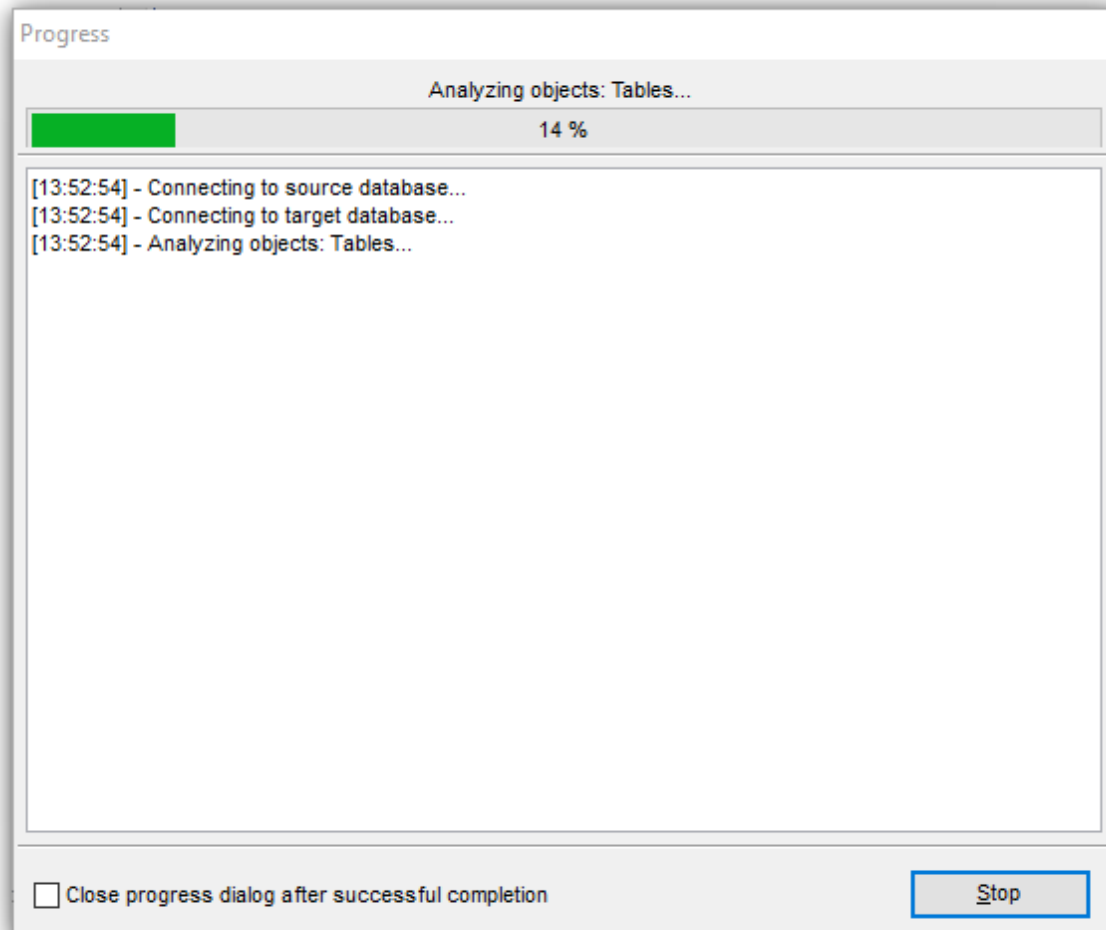 Progress
Analyzing objects: Tables...
14 %
[13:52:54] - Connecting to source database...
[13:52:54] - Connecting to target database...
[13:52:54] - Analyzing objects: Tables...
Close progress dialog after successful completion
Stop